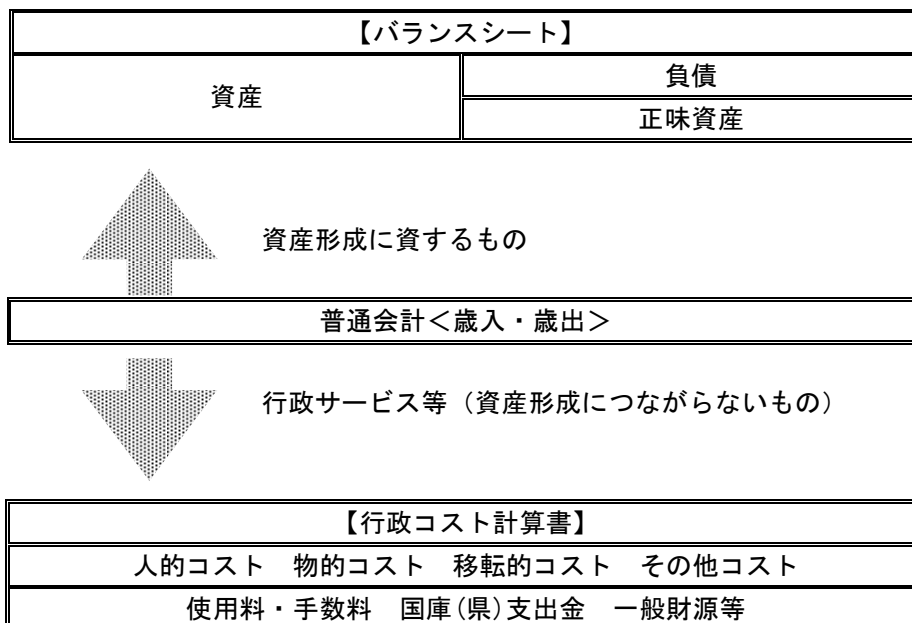 【バランスシート】
資産
負債
正味資産
資産形成に資するもの
普通会計＜歳入・歳出＞
行政サービス等（資産形成につながらないもの）
【行政コスト計算書】
人的コスト　物的コスト　移転的コスト　その他コスト
使用料・手数料　国庫(県)支出金　一般財源等